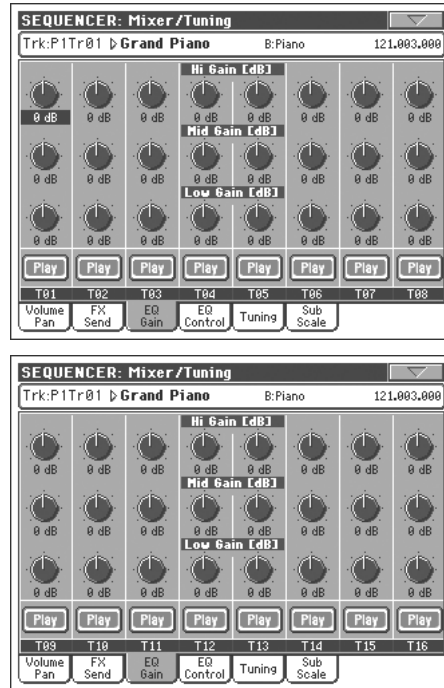 SEQUENCER: Mixer/Tuning
Trk:P1Tr01 ▷Grand Piano B:Piano 121.003.000
Hi Gain [dB]
0 dB 0 dB 0 dB 0 dB 0 dB 0 dB 0 dB 0 dB
Mid Gain [dB]
0 dB 0 dB 0 dB 0 dB 0 dB 0 dB 0 dB 0 dB
Low Gain [dB]
0 dB 0 dB 0 dB 0 dB 0 dB 0 dB 0 dB 0 dB
Play Play Play Play Play Play Play Play
T01 T02 T03 T04 T05 T06 T07 T08
Volume Pan FX Send EQ Gain EQ Control Tuning Sub Scale
SEQUENCER: Mixer/Tuning
Trk:P1Tr01 ▷Grand Piano B:Piano 121.003.000
Hi Gain [dB]
0 dB 0 dB 0 dB 0 dB 0 dB 0 dB 0 dB 0 dB
Mid Gain [dB]
0 dB 0 dB 0 dB 0 dB 0 dB 0 dB 0 dB 0 dB
Low Gain [dB]
0 dB 0 dB 0 dB 0 dB 0 dB 0 dB 0 dB 0 dB
Play Play Play Play Play Play Play Play
T09 T10 T11 T12 T13 T14 T15 T16
Volume Pan FX Send EQ Gain EQ Control Tuning Sub Scale